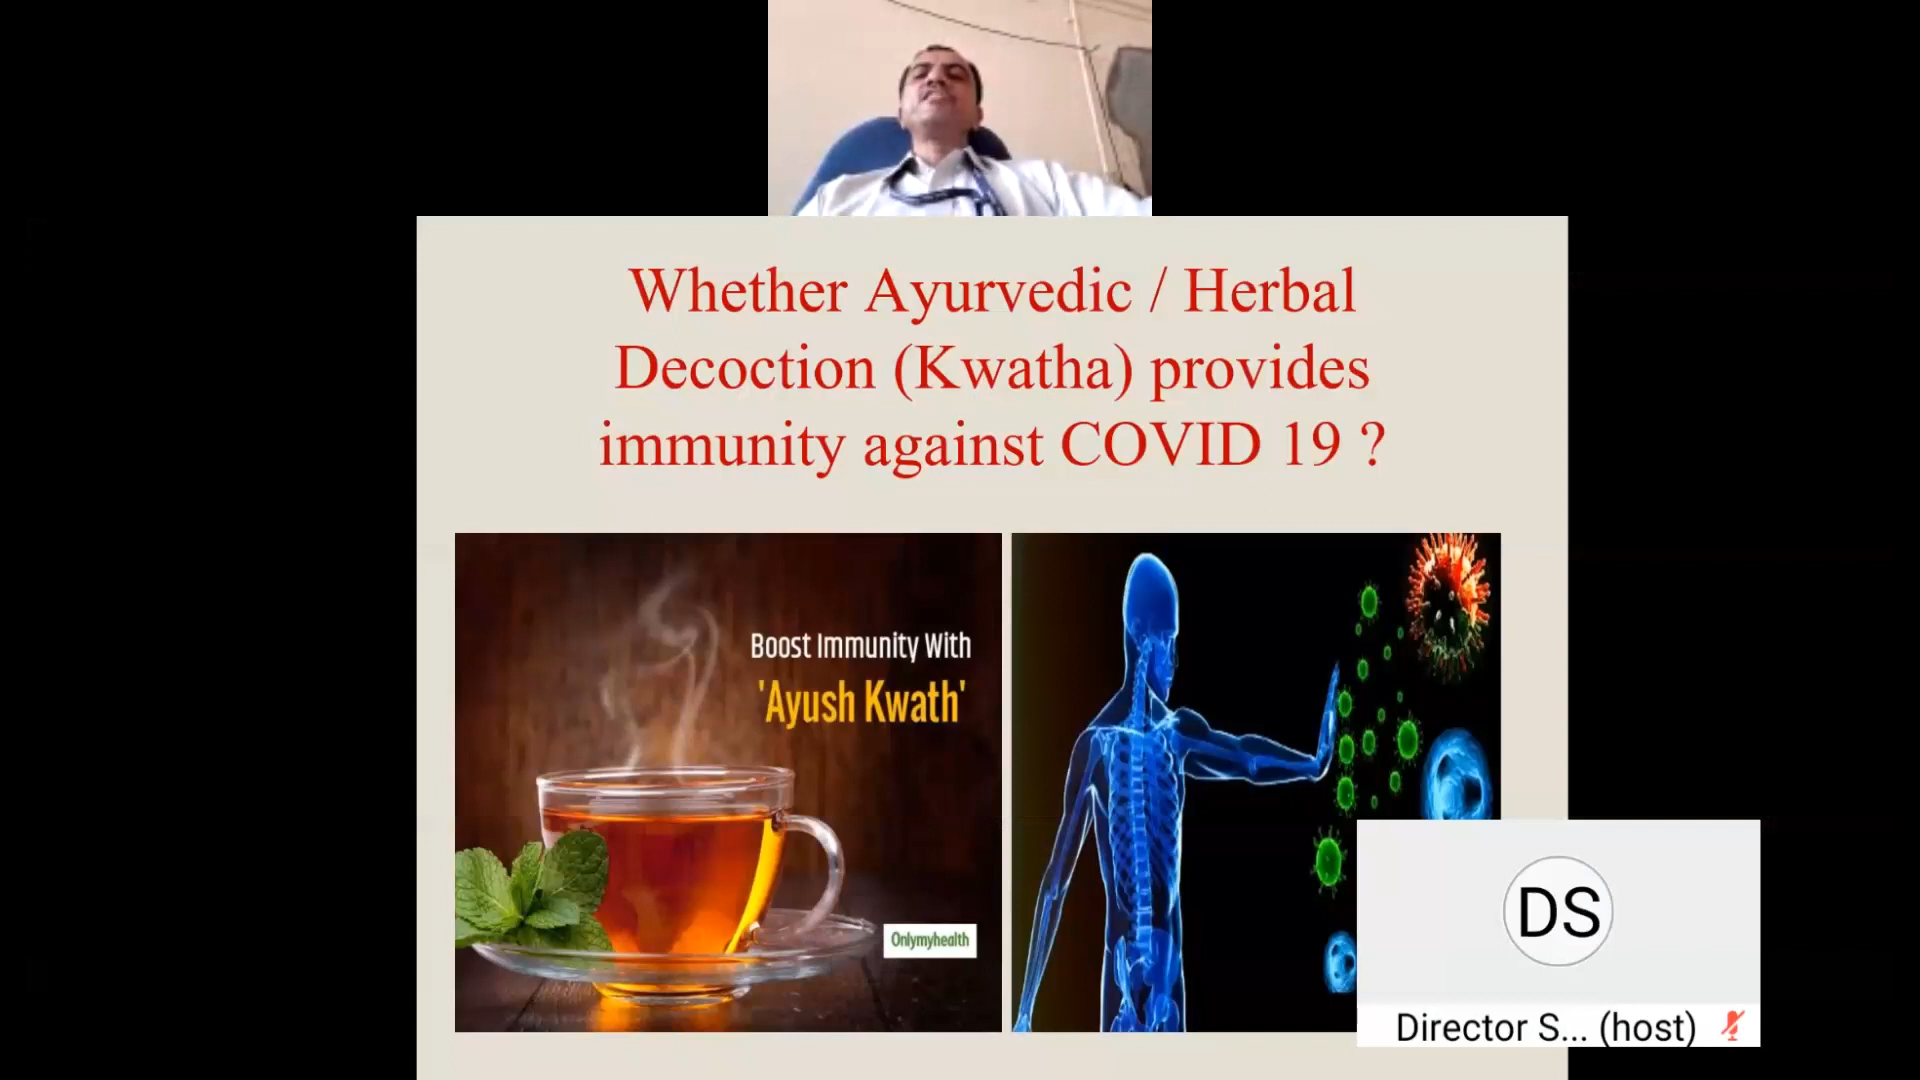 Whether Ayurvedic / Herbal
Decoction (Kwatha) provides
immunity against COVID 19 ?
Boost Immunity With
'Ayush Kwath'
Onlymyhealth
DS
Director S... (host)